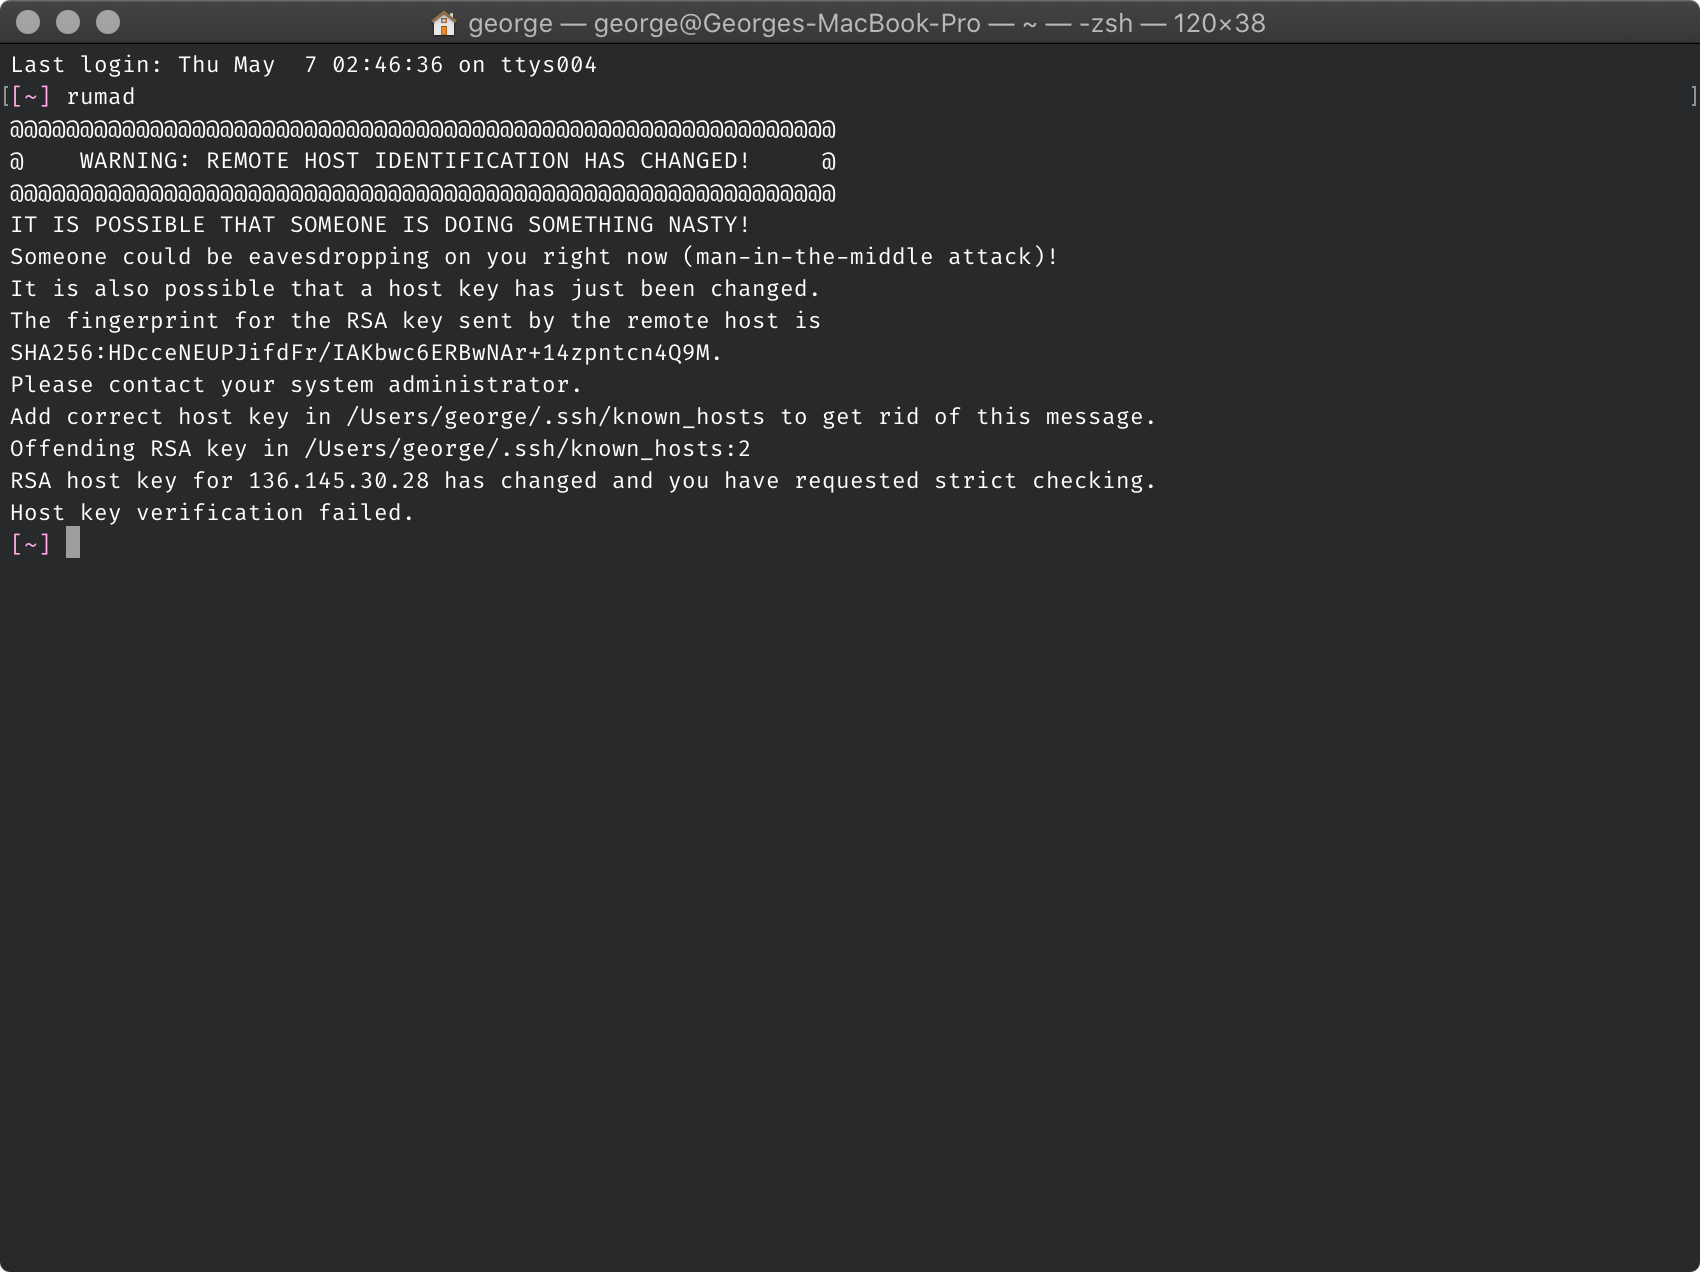 george — george@Georges-MacBook-Pro — ~ — -zsh — 120×38
Last login: Thu May  7 02:46:36 on ttys004
[[~] rumad ]
@@@@@@@@@@@@@@@@@@@@@@@@@@@@@@@@@@@@@@@@@@@@@@@@@@@@@@@@@@@
@    WARNING: REMOTE HOST IDENTIFICATION HAS CHANGED!     @
@@@@@@@@@@@@@@@@@@@@@@@@@@@@@@@@@@@@@@@@@@@@@@@@@@@@@@@@@@@
IT IS POSSIBLE THAT SOMEONE IS DOING SOMETHING NASTY!
Someone could be eavesdropping on you right now (man-in-the-middle attack)!
It is also possible that a host key has just been changed.
The fingerprint for the RSA key sent by the remote host is
SHA256:HDcceNEUPJifdFr/IAKbwc6ERBwNAr+14zpntcn4Q9M.
Please contact your system administrator.
Add correct host key in /Users/george/.ssh/known_hosts to get rid of this message.
Offending RSA key in /Users/george/.ssh/known_hosts:2
RSA host key for 136.145.30.28 has changed and you have requested strict checking.
Host key verification failed.
[~]